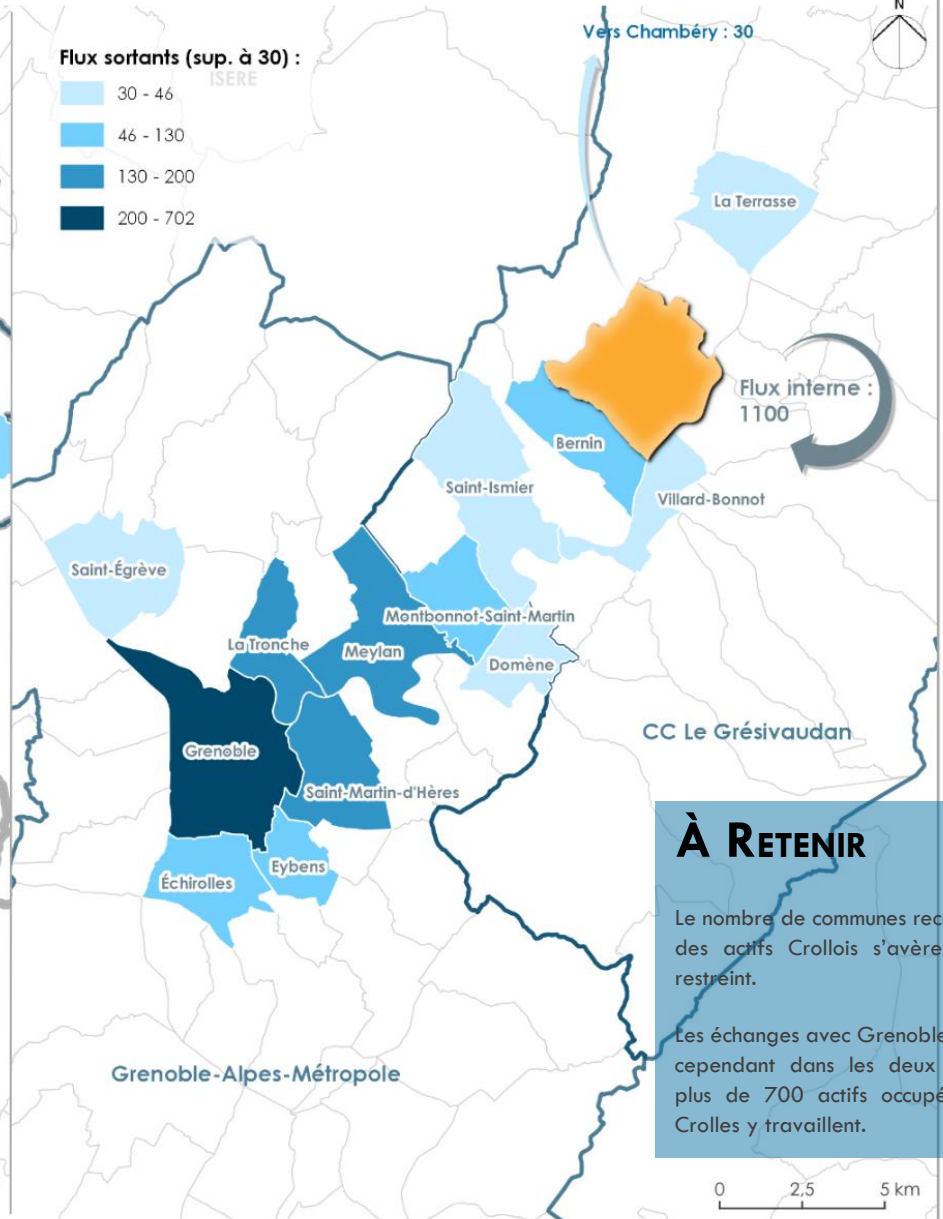 N
Vers Chambéry : 30
Flux sortants (sup. à 30) :
ISERE
30 - 46
46 - 130
130 - 200
200 - 702
La Terrasse
Flux interne :
1100
Bernin
Saint-Ismier
Villard-Bonnot
Saint-Égrève
Montbonnot-Saint-Martin
La Tronche
Meylan
Domène
CC Le Grésivaudan
Grenoble
Saint-Martin-d'Hères
Eybens
Échirolles
Grenoble-Alpes-Métropole
À RETENIR
Le nombre de communes rec
des actifs Crollois s'avère
restreint.
Les échanges avec Grenoble
cependant dans les deux
plus de 700 actifs occupé
Crolles y travaillent.
0 2,5 5 km